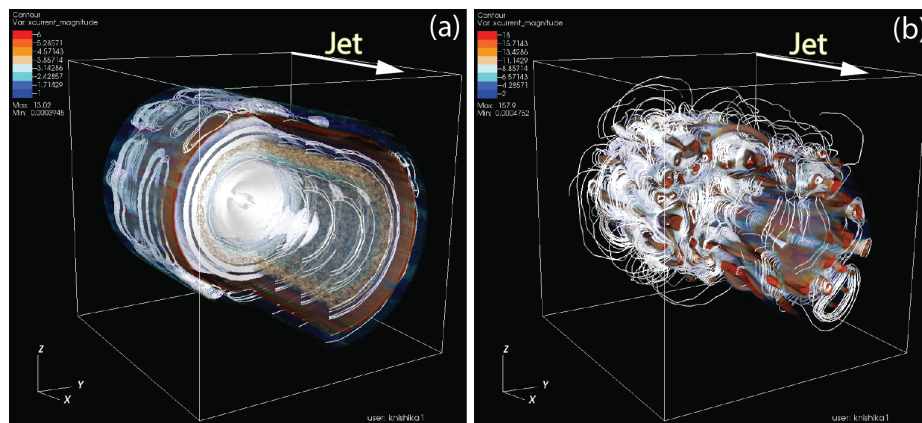 Contour
Var: xcurrent_magnitude
6
5.28571
4.57143
3.85714
3.14286
2.42857
1.71429
1
Max: 13.02
Min: 0.0003945
(a)
Jet
Z
Y
X
user: knishika1
Contour
Var: xcurrent_magnitude
18
15.7143
13.4286
11.1429
8.85714
6.57143
4.28571
2
Max: 157.9
Min: 0.0004752
(b)
Jet
Z
Y
X
user: knishika1